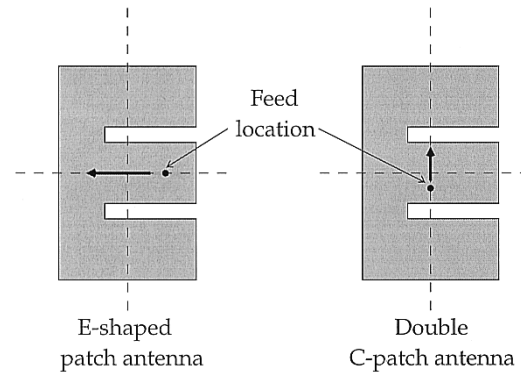 Feed
location
E-shaped
patch antenna
Double
C-patch antenna